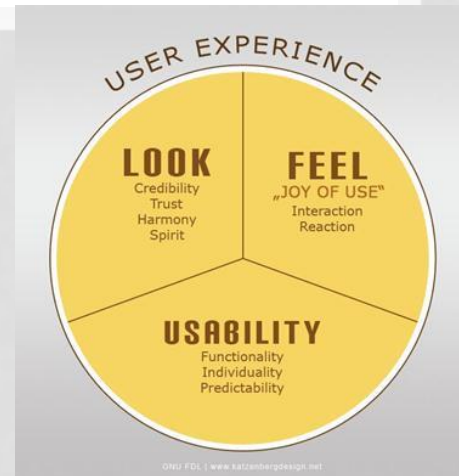 USER EXPERIENCE
LOOK
Credibility
Trust
Harmony
Spirit
FEEL
„JOY OF USE“
Interaction
Reaction
USABILITY
Functionality
Individuality
Predictability
GNU FDL | www.katzenbergdesign.net